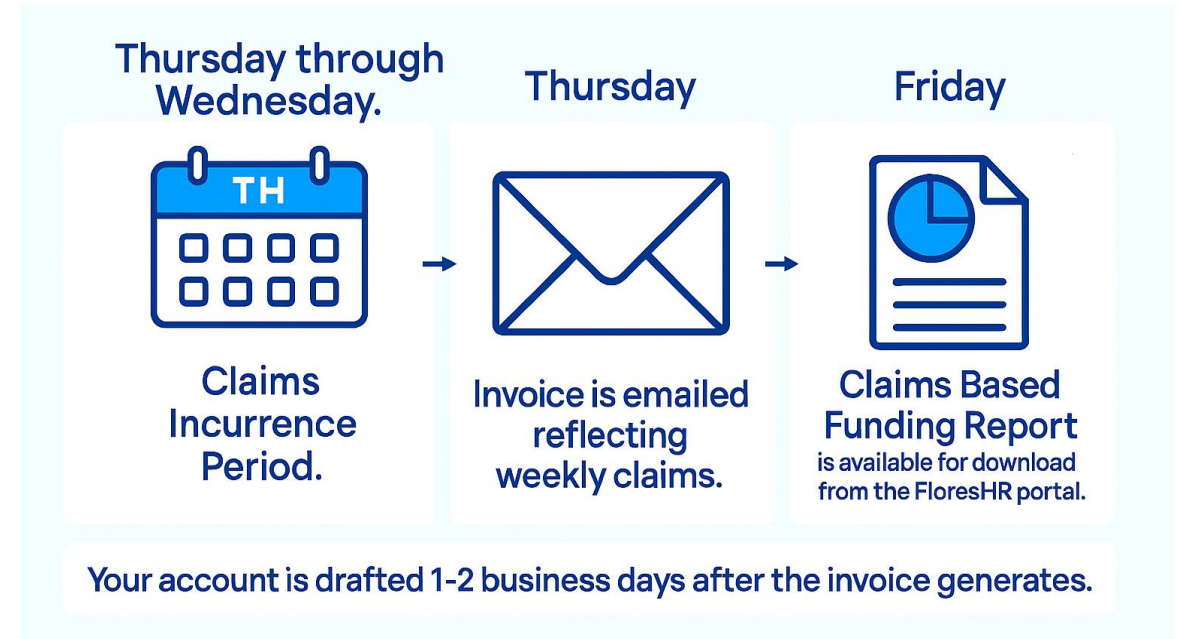 Thursday through
Wednesday.
TH
Claims
Incurrence
Period.
Thursday
Invoice is emailed
reflecting
weekly claims.
Friday
Claims Based
Funding Report
is available for download
from the FloresHR portal.
Your account is drafted 1-2 business days after the invoice generates.